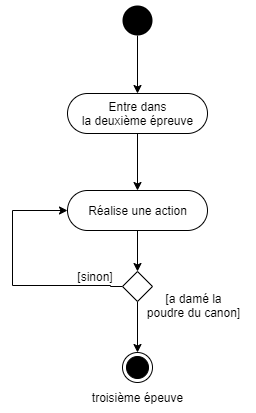 Entre dans
la deuxième épreuve
Réalise une action
[sinon]
[a damé la
poudre du canon]
troisième épeuve